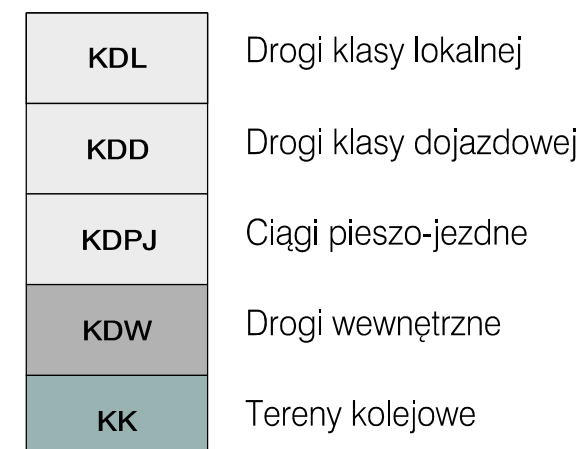 KDL Drogi klasy lokalnej
KDD Drogi klasy dojazdowej
KDPJ Ciągi pieszo-jezdne
KDW Drogi wewnętrzne
KK Tereny kolejowe